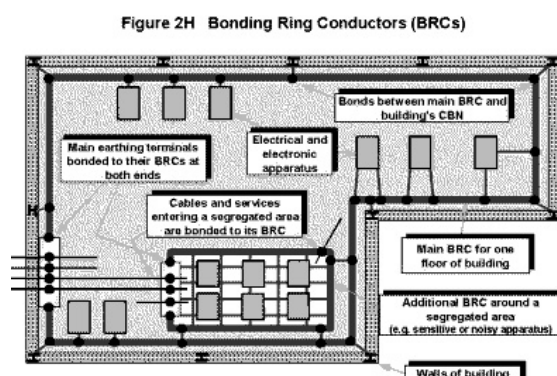 Figure 2H Bonding Ring Conductors (BRCs)
Bonds between main BRC and
building's CBN
Main earthing terminals
bonded to their BRCs at
both ends
Electrical and
electronic
apparatus
Cables and services
entering a segregated area
are bonded to its BRC
Main BRC for one
floor of building
Additional BRC around a
segregated area
(e.g. sensitive or noisy apparatus)
Walls of building